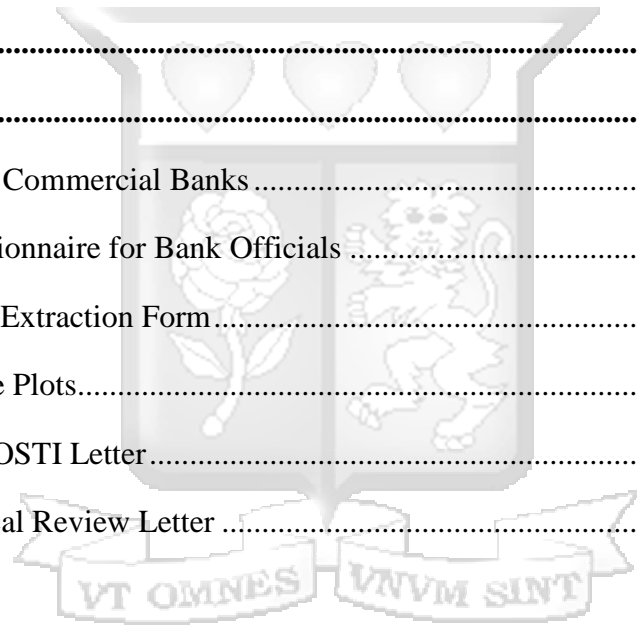 ....................................................................
....................................................................
Commercial Banks ..................................................
ionnaire for Bank Officials ......................................
Extraction Form .....................................................
e Plots....................................................................
OSTI Letter ............................................................
al Review Letter .....................................................
VT OMNES VNVM SINT